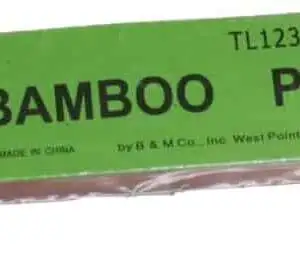 TL123
BAMBOO P
MADE IN CHINA by B & M Co., Inc. West Point